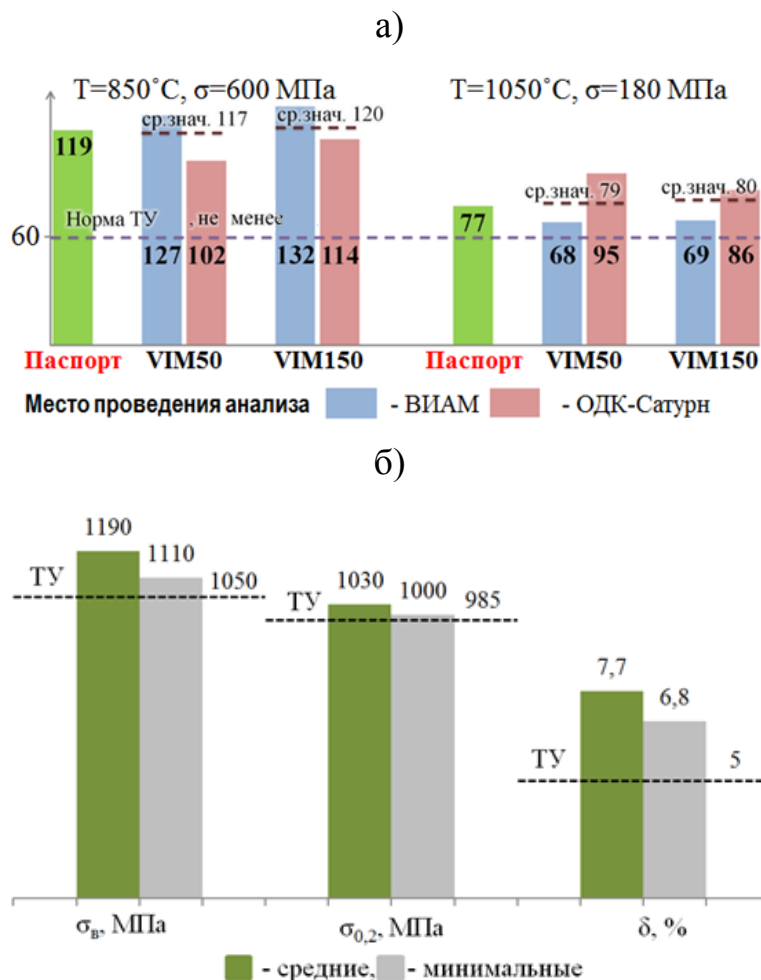 а)
T=850˚C, σ=600 МПа
T=1050˚C, σ=180 МПа
ср.знач. 117
ср.знач. 120
119
ср.знач. 79
ср.знач. 80
Норма ТУ , не менее
77
60
127 102 132 114
68 95 69 86
Паспорт VIM50 VIM150
Паспорт VIM50 VIM150
Место проведения анализа - ВИАМ - ОДК-Сатурн
б)
1190
1110
ТУ 1050
1030 1000
ТУ 985
7,7
6,8
ТУ 5
σв, МПа σ0,2, МПа δ, %
- средние, - минимальные